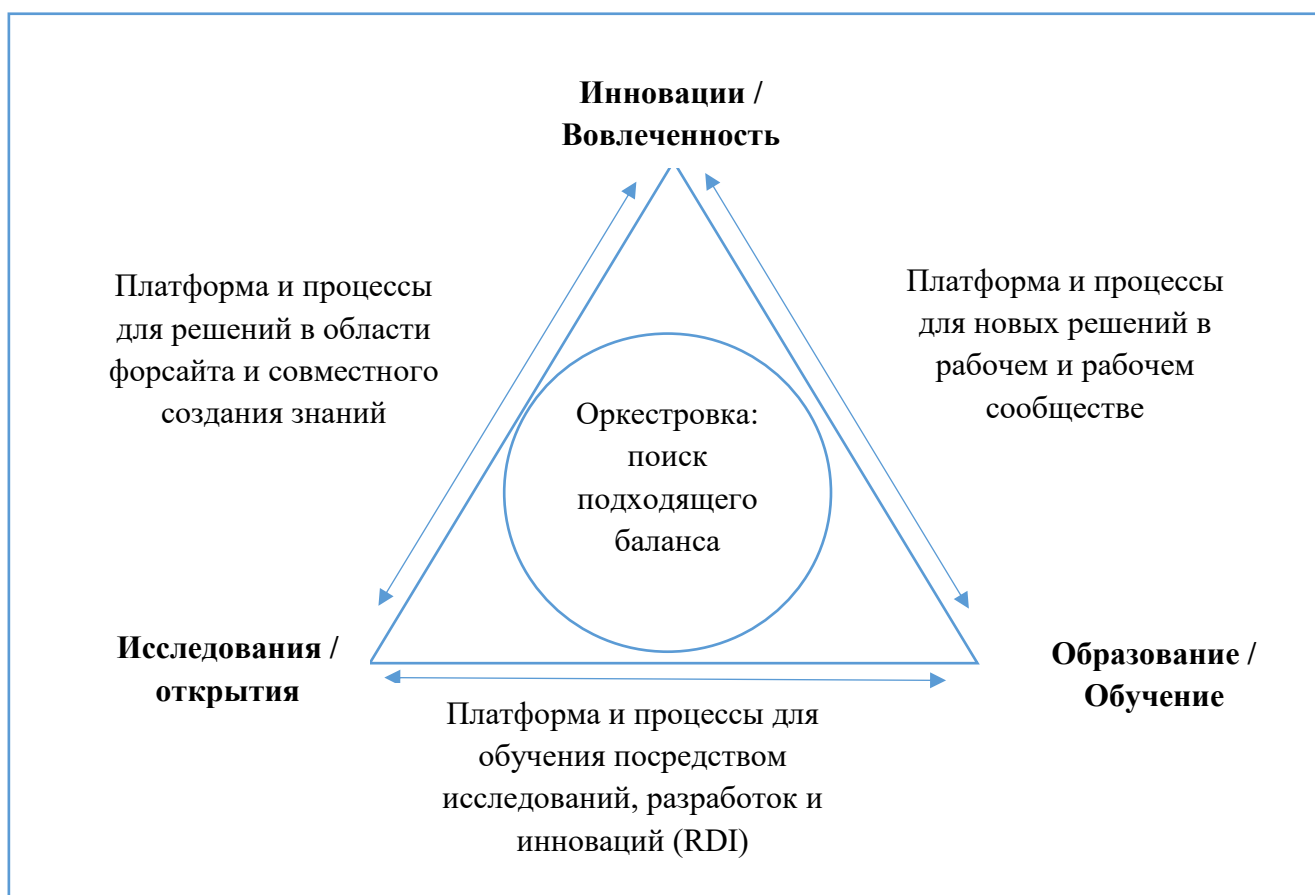 Инновации /
Вовлеченность
Платформа и процессы
для решений в области
форсайта и совместного
создания знаний
Платформа и процессы
для новых решений в
рабочем и рабочем
сообществе
Оркестровка:
поиск
подходящего
баланса
Исследования /
открытия
Образование /
Обучение
Платформа и процессы для
обучения посредством
исследований, разработок и
инноваций (RDI)